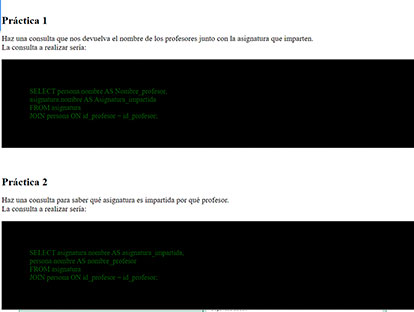 Práctica 1
Haz una consulta que nos devuelva el nombre de los profesores junto con la asignatura que imparten.
La consulta a realizar sería:
SELECT persona.nombre AS Nombre_profesor,
asignatura.nombre AS Asignatura_impartida
FROM asignatura
JOIN persona ON id_profesor = id_profesor;
Práctica 2
Haz una consulta para saber qué asignatura es impartida por qué profesor.
La consulta a realizar sería:
SELECT asignatura.nombre AS asignatura_impartida,
persona.nombre AS nombre_profesor
FROM asignatura
JOIN persona ON id_profesor = id_profesor;